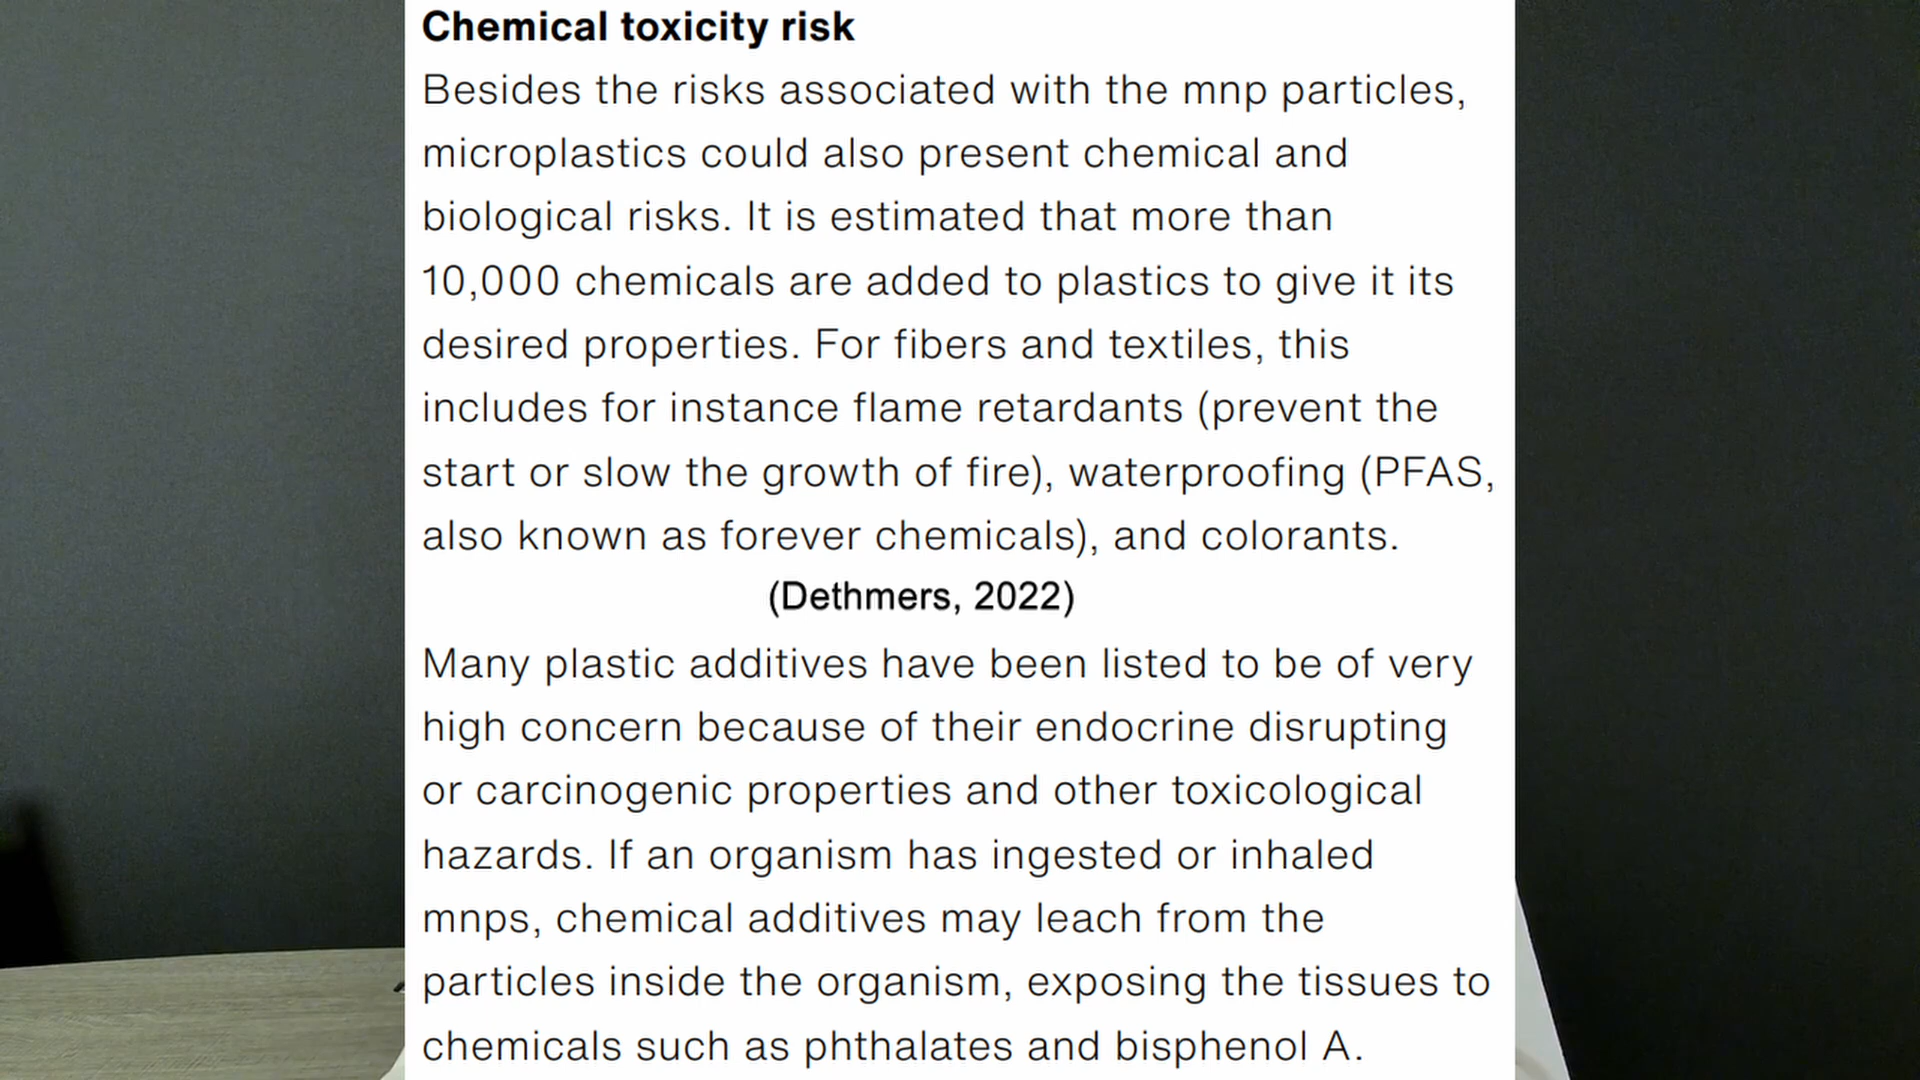 Chemical toxicity risk
Besides the risks associated with the mnp particles,
microplastics could also present chemical and
biological risks. It is estimated that more than
10,000 chemicals are added to plastics to give it its
desired properties. For fibers and textiles, this
includes for instance flame retardants (prevent the
start or slow the growth of fire), waterproofing (PFAS,
also known as forever chemicals), and colorants.
(Dethmers, 2022)
Many plastic additives have been listed to be of very
high concern because of their endocrine disrupting
or carcinogenic properties and other toxicological
hazards. If an organism has ingested or inhaled
mnps, chemical additives may leach from the
particles inside the organism, exposing the tissues to
chemicals such as phthalates and bisphenol A.